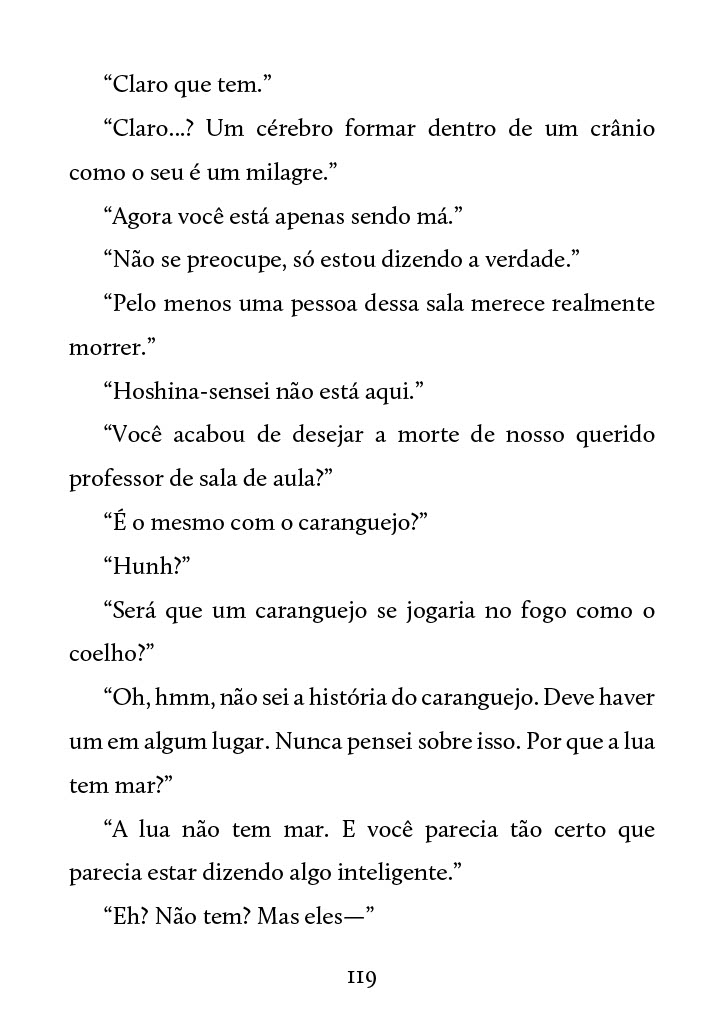 “Claro que tem.”
“Claro...? Um cérebro formar dentro de um crânio
como o seu é um milagre.”
“Agora você está apenas sendo má.”
“Não se preocupe, só estou dizendo a verdade.”
“Pelo menos uma pessoa dessa sala merece realmente
morrer.”
“Hoshina-sensei não está aqui.”
“Você acabou de desejar a morte de nosso querido
professor de sala de aula?”
“É o mesmo com o caranguejo?”
“Hunh?”
“Será que um caranguejo se jogaria no fogo como o
coelho?”
“Oh, hmm, não sei a história do caranguejo. Deve haver
um em algum lugar. Nunca pensei sobre isso. Por que a lua
tem mar?”
“A lua não tem mar. E você parecia tão certo que
parecia estar dizendo algo inteligente.”
“Eh? Não tem? Mas eles—”
119